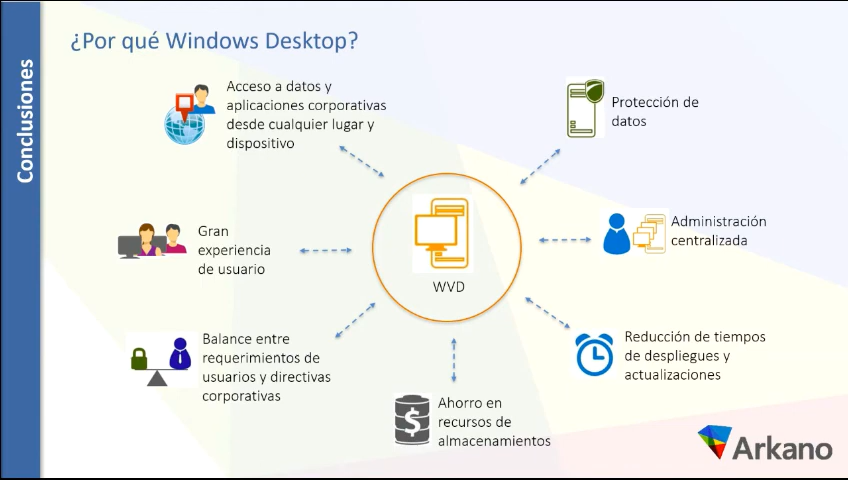 Conclusiones
¿Por qué Windows Desktop?
Acceso a datos y
aplicaciones corporativas
desde cualquier lugar y
dispositivo
Protección de
datos
Gran
experiencia
de usuario
WVD
Administración
centralizada
Balance entre
requerimientos de
usuarios y directivas
corporativas
Reducción de tiempos
de despliegues y
actualizaciones
$
Ahorro en
recursos de
almacenamientos
Arkano